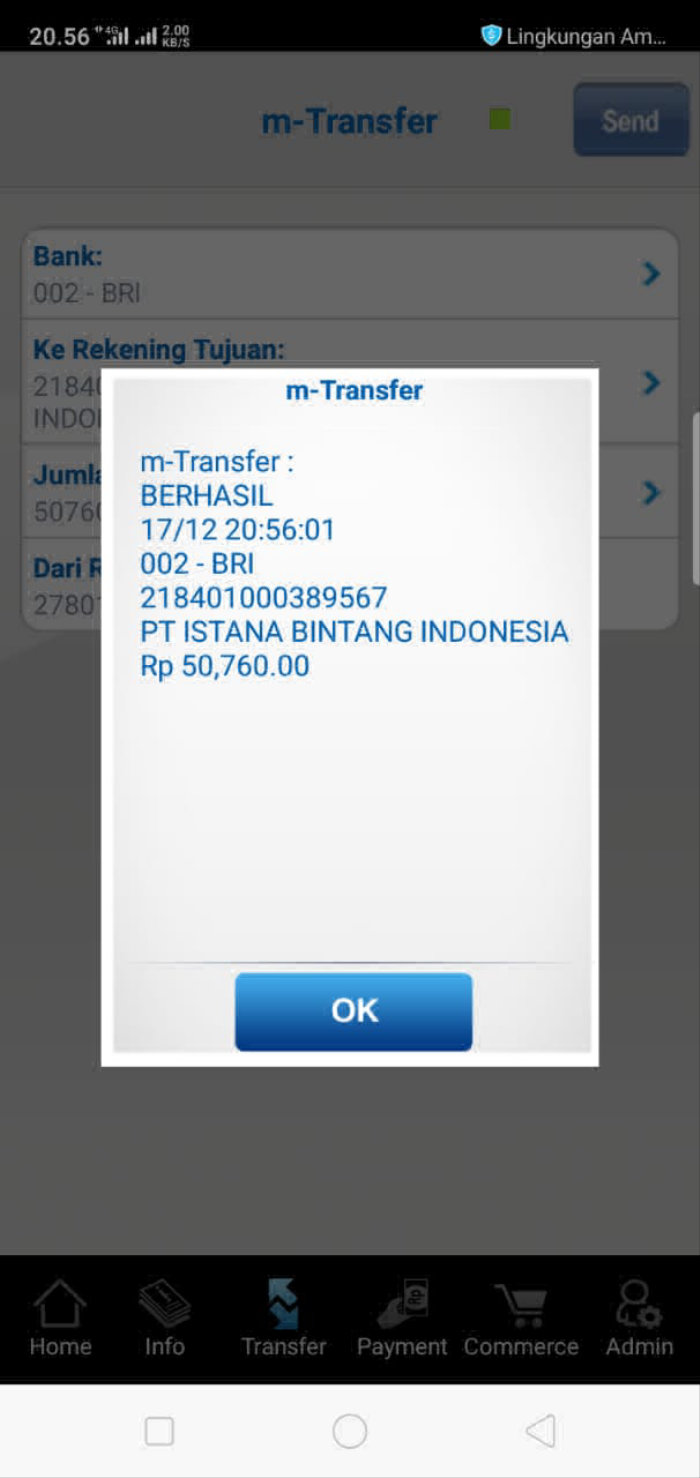 20.56 4G 2.00 KB/S Lingkungan Am...
m-Transfer Send
Bank:
002 - BRI
Ke Rekening Tujuan:
2184
INDO
m-Transfer
m-Transfer :
BERHASIL
17/12 20:56:01
002 - BRI
218401000389567
PT ISTANA BINTANG INDONESIA
Rp 50,760.00
Jumla
5076
Dari R
2780
OK
Home Info Transfer Payment Commerce Admin